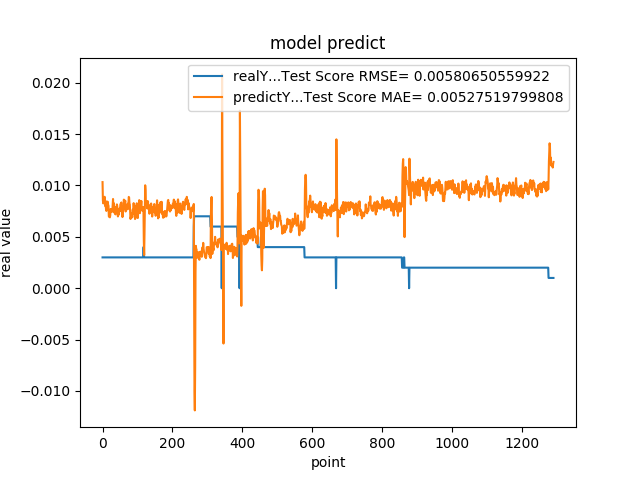 model predict
realY...Test Score RMSE= 0.00580650559922
predictY...Test Score MAE= 0.00527519799808
0.020
0.015
0.010
0.005
0.000
−0.005
−0.010
real value
0 200 400 600 800 1000 1200
point